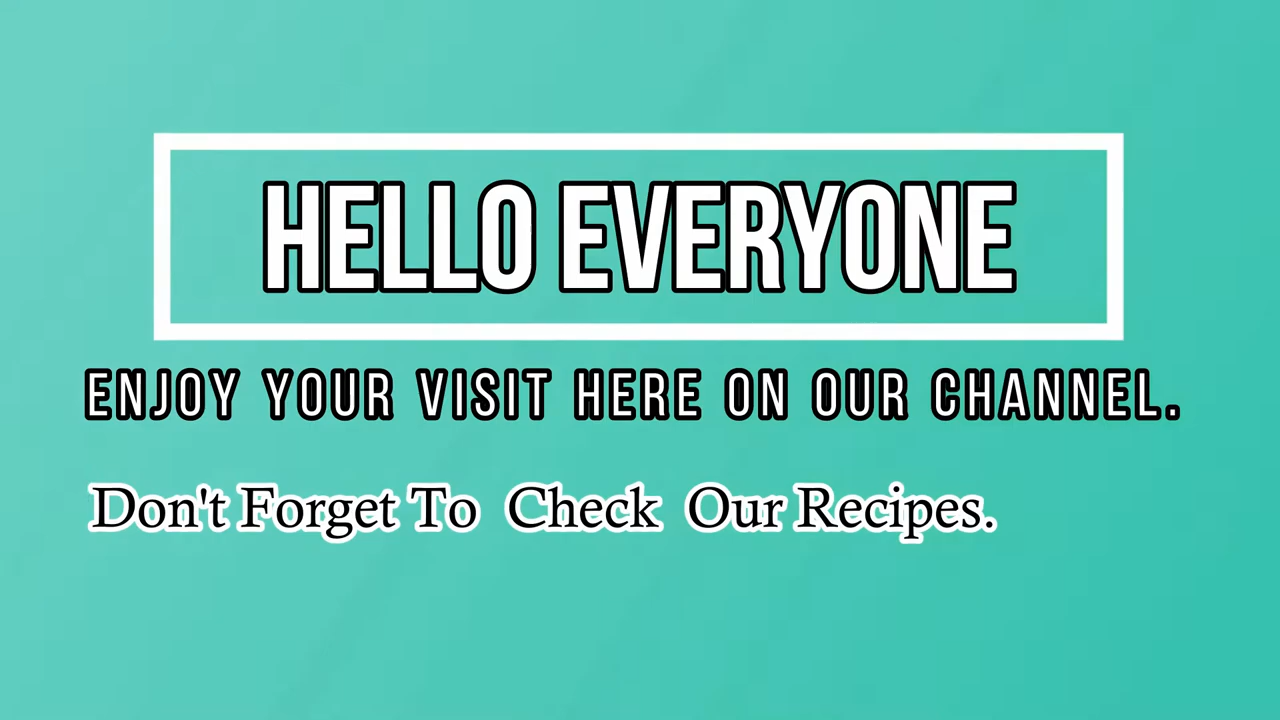 HELLO EVERYONE
ENJOY YOUR VISIT HERE ON OUR CHANNEL.
Don't Forget To Check Our Recipes.